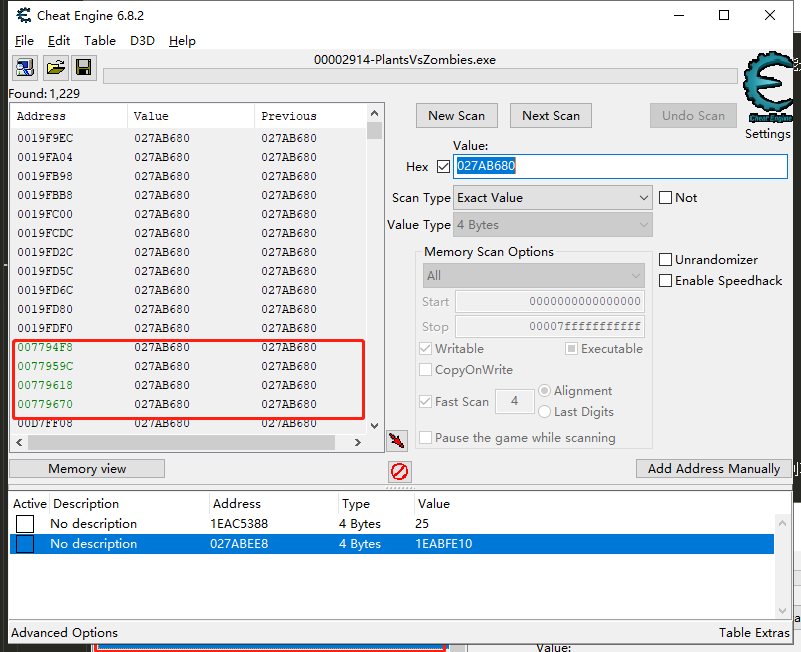 Cheat Engine 6.8.2
File Edit Table D3D Help
00002914-PlantsVsZombies.exe
Found: 1,229
Address Value Previous
0019F9EC 027AB680 027AB680
0019FA04 027AB680 027AB680
0019FB98 027AB680 027AB680
0019FBB8 027AB680 027AB680
0019FC00 027AB680 027AB680
0019FCDC 027AB680 027AB680
0019FD2C 027AB680 027AB680
0019FD5C 027AB680 027AB680
0019FD6C 027AB680 027AB680
0019FD80 027AB680 027AB680
0019FDF0 027AB680 027AB680
007794F8 027AB680 027AB680
0077959C 027AB680 027AB680
00779618 027AB680 027AB680
00779670 027AB680 027AB680
00D7FF08 027AB680 027AB680
New Scan Next Scan Undo Scan
Cheat Engine
Settings
Value:
Hex 027AB680
Scan Type Exact Value Not
Value Type 4 Bytes
Memory Scan Options
All
Start 0000000000000000
Stop 00007fffffffffff
Writable Executable
CopyOnWrite
Fast Scan 4 Alignment
Last Digits
Pause the game while scanning
Unrandomizer
Enable Speedhack
Memory view Add Address Manually
Active Description Address Type Value
No description 1EAC5388 4 Bytes 25
No description 027ABEE8 4 Bytes 1EABFE10
Advanced Options Table Extras
Value: